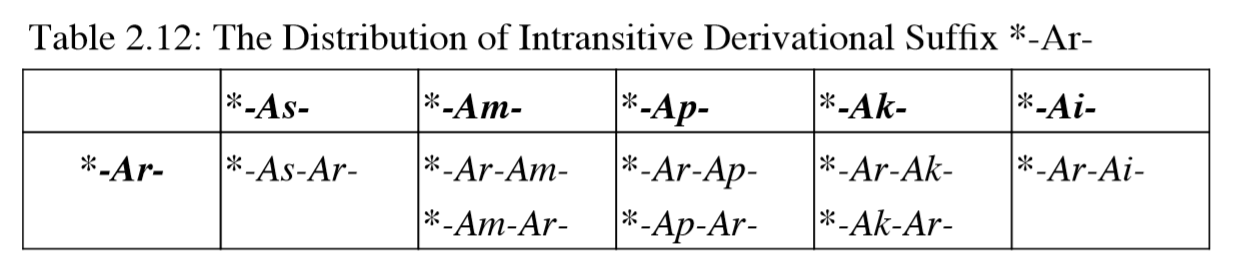 Table 2.12: The Distribution of Intransitive Derivational Suffix *-Ar-
*-As- *-Am- *-Ap- *-Ak- *-Ai-
*-Ar- *-As-Ar- *-Ar-Am- *-Ar-Ap- *-Ar-Ak- *-Ar-Ai-
*-Am-Ar- *-Ap-Ar- *-Ak-Ar-